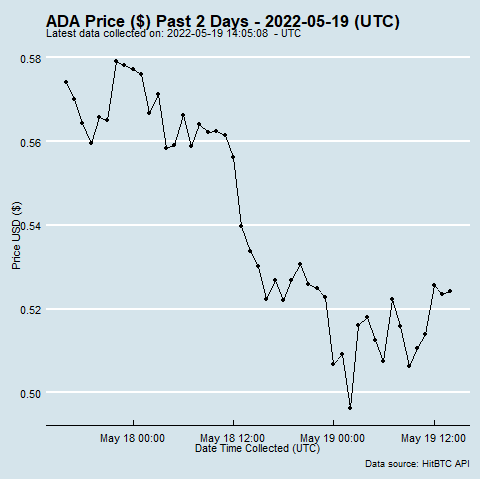 ADA Price ($) Past 2 Days - 2022-05-19 (UTC)
Latest data collected on: 2022-05-19 14:05:08 - UTC
0.58
0.56
0.54
0.52
0.50
Price USD ($)
May 18 00:00 May 18 12:00 May 19 00:00 May 19 12:00
Date Time Collected (UTC)
Data source: HitBTC API